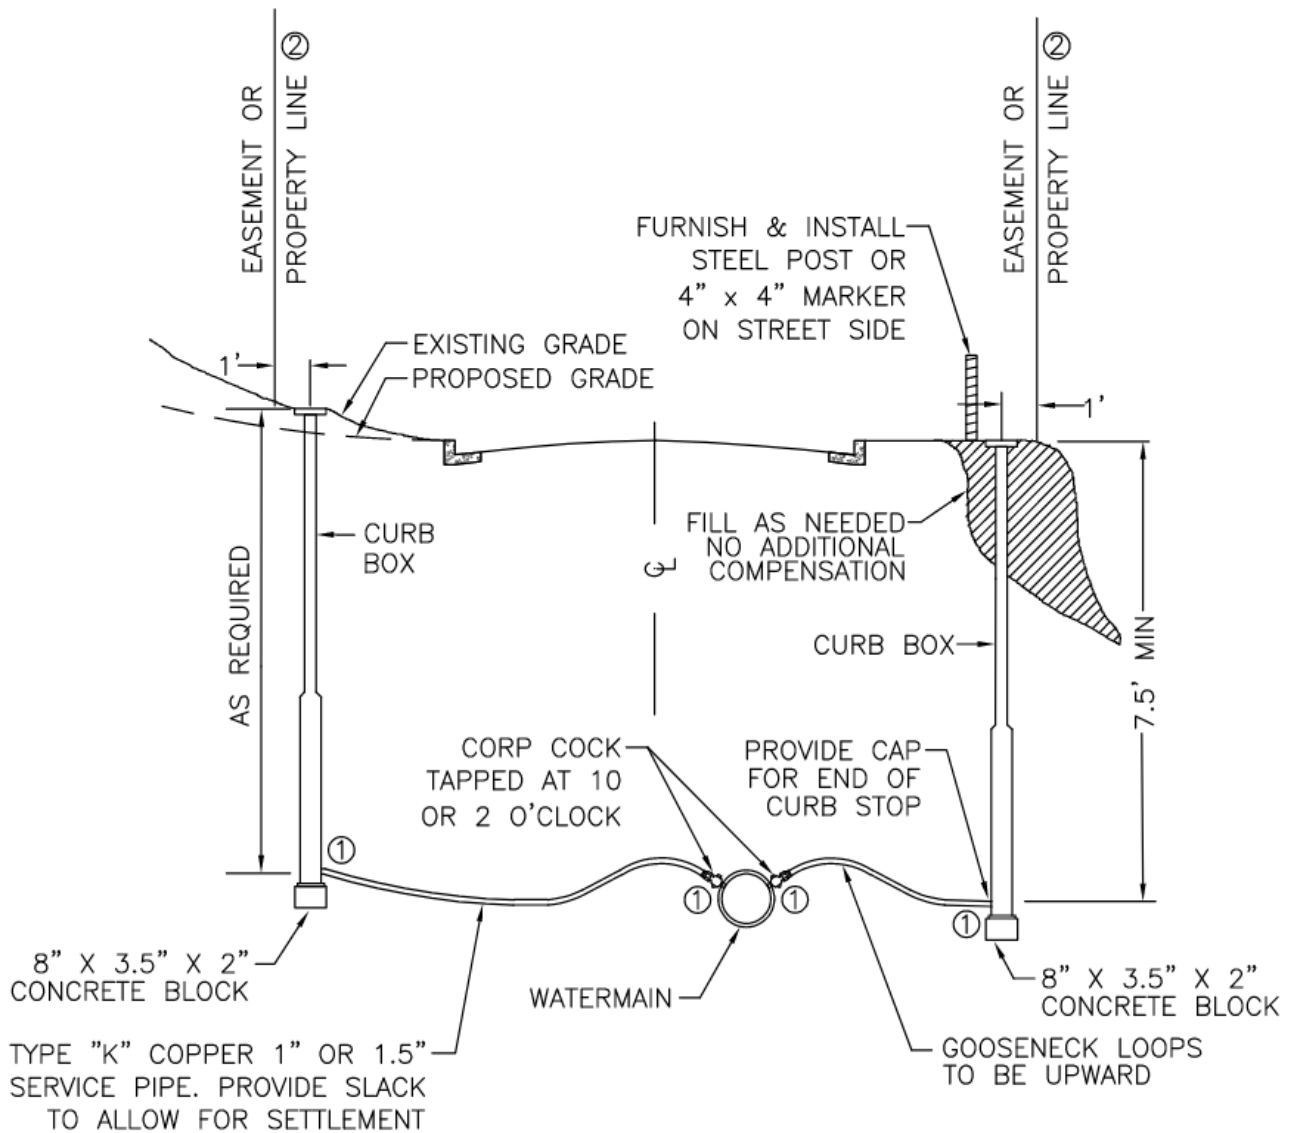 EASEMENT OR
PROPERTY LINE ②
EASEMENT OR
PROPERTY LINE ②
FURNISH & INSTALL
STEEL POST OR
4” x 4” MARKER
ON STREET SIDE
1’
EXISTING GRADE
PROPOSED GRADE
1’
CURB
BOX
AS REQUIRED
℄
FILL AS NEEDED
NO ADDITIONAL
COMPENSATION
CURB BOX
7.5’ MIN
CORP COCK
TAPPED AT 10
OR 2 O’CLOCK
PROVIDE CAP
FOR END OF
CURB STOP
①
①
①
①
8” X 3.5” X 2”
CONCRETE BLOCK
WATERMAIN
8” X 3.5” X 2”
CONCRETE BLOCK
TYPE ”K” COPPER 1” OR 1.5”
SERVICE PIPE. PROVIDE SLACK
TO ALLOW FOR SETTLEMENT
GOOSENECK LOOPS
TO BE UPWARD